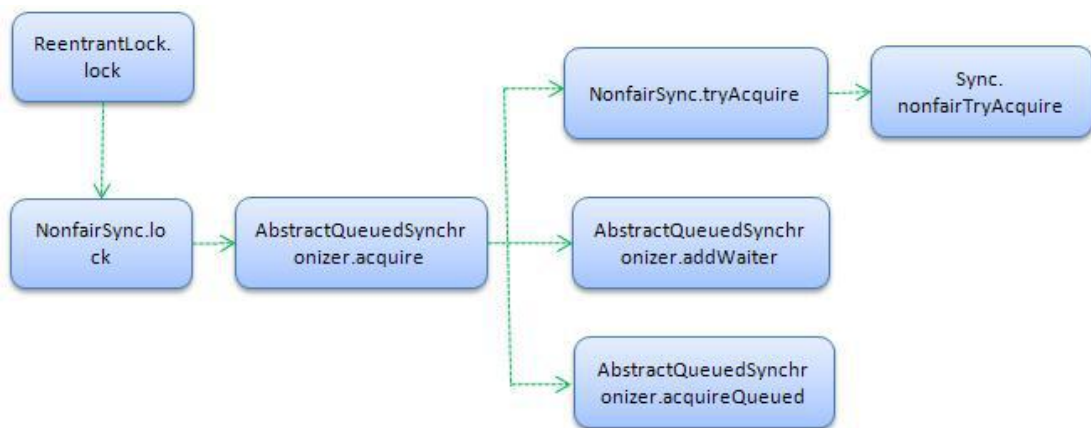 ReentrantLock.
lock
NonfairSync.tryAcquire
Sync.
nonfairTryAcquire
NonfairSync.lo
ck
AbstractQueuedSynchr
onizer.acquire
AbstractQueuedSynchr
onizer.addWaiter
AbstractQueuedSynchr
onizer.acquireQueued